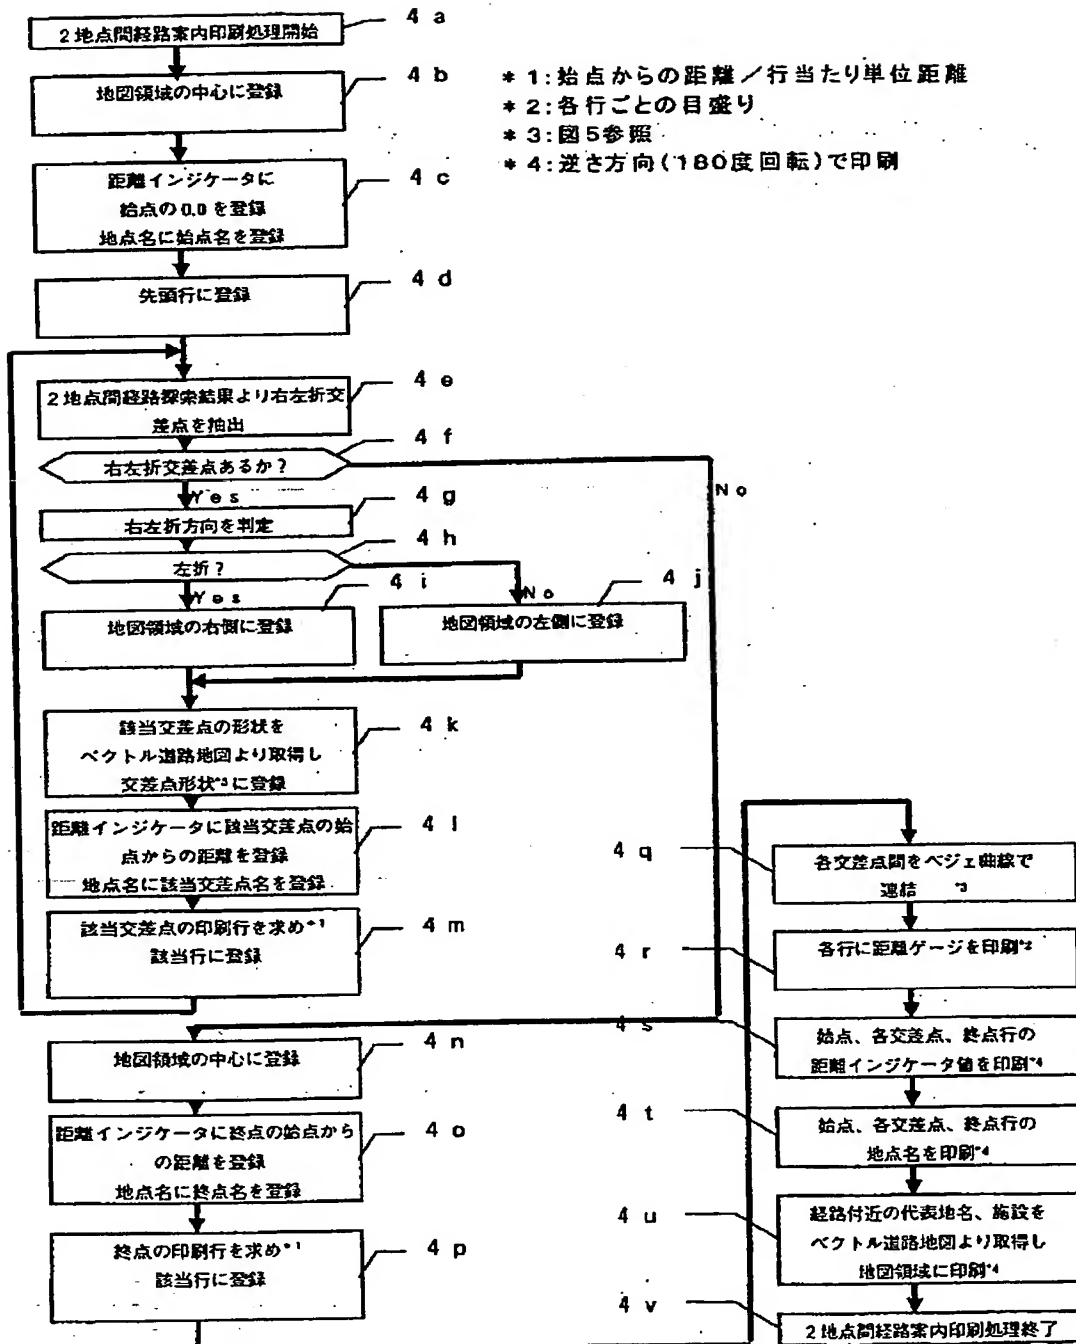 2地点間経路案内印刷処理開始
4a
地図領域の中心に登録
4b
*1:始点からの距離/行当たり単位距離
*2:各行ごとの目盛り
*3:図5参照
*4:逆さ方向(180度回転)で印刷
距離インジケータに
始点の0.0を登録
地点名に始点名を登録
4c
先頭行に登録
4d
2地点間経路探索結果より右左折交
差点を抽出
4e
右左折交差点あるか?
4f
Yes
No
右左折方向を判定
4g
左折?
4h
Yes
No
地図領域の右側に登録
4i
地図領域の左側に登録
4j
該当交差点の形状を
ベクトル道路地図より取得し
交差点形状*3に登録
4k
距離インジケータに該当交差点の始
点からの距離を登録
地点名に該当交差点名を登録
4l
該当交差点の印刷行を求め*1
該当行に登録
4m
地図領域の中心に登録
4n
距離インジケータに終点の始点から
の距離を登録
地点名に終点名を登録
4o
終点の印刷行を求め*1
該当行に登録
4p
4q
各交差点間をベジェ曲線で
連結 *3
4r
各行に距離ゲージを印刷*2
4s
始点、各交差点、終点行の
距離インジケータ値を印刷*4
4t
始点、各交差点、終点行の
地点名を印刷*4
4u
経路付近の代表地名、施設を
ベクトル道路地図より取得し
地図領域に印刷*4
4v
2地点間経路案内印刷処理終了